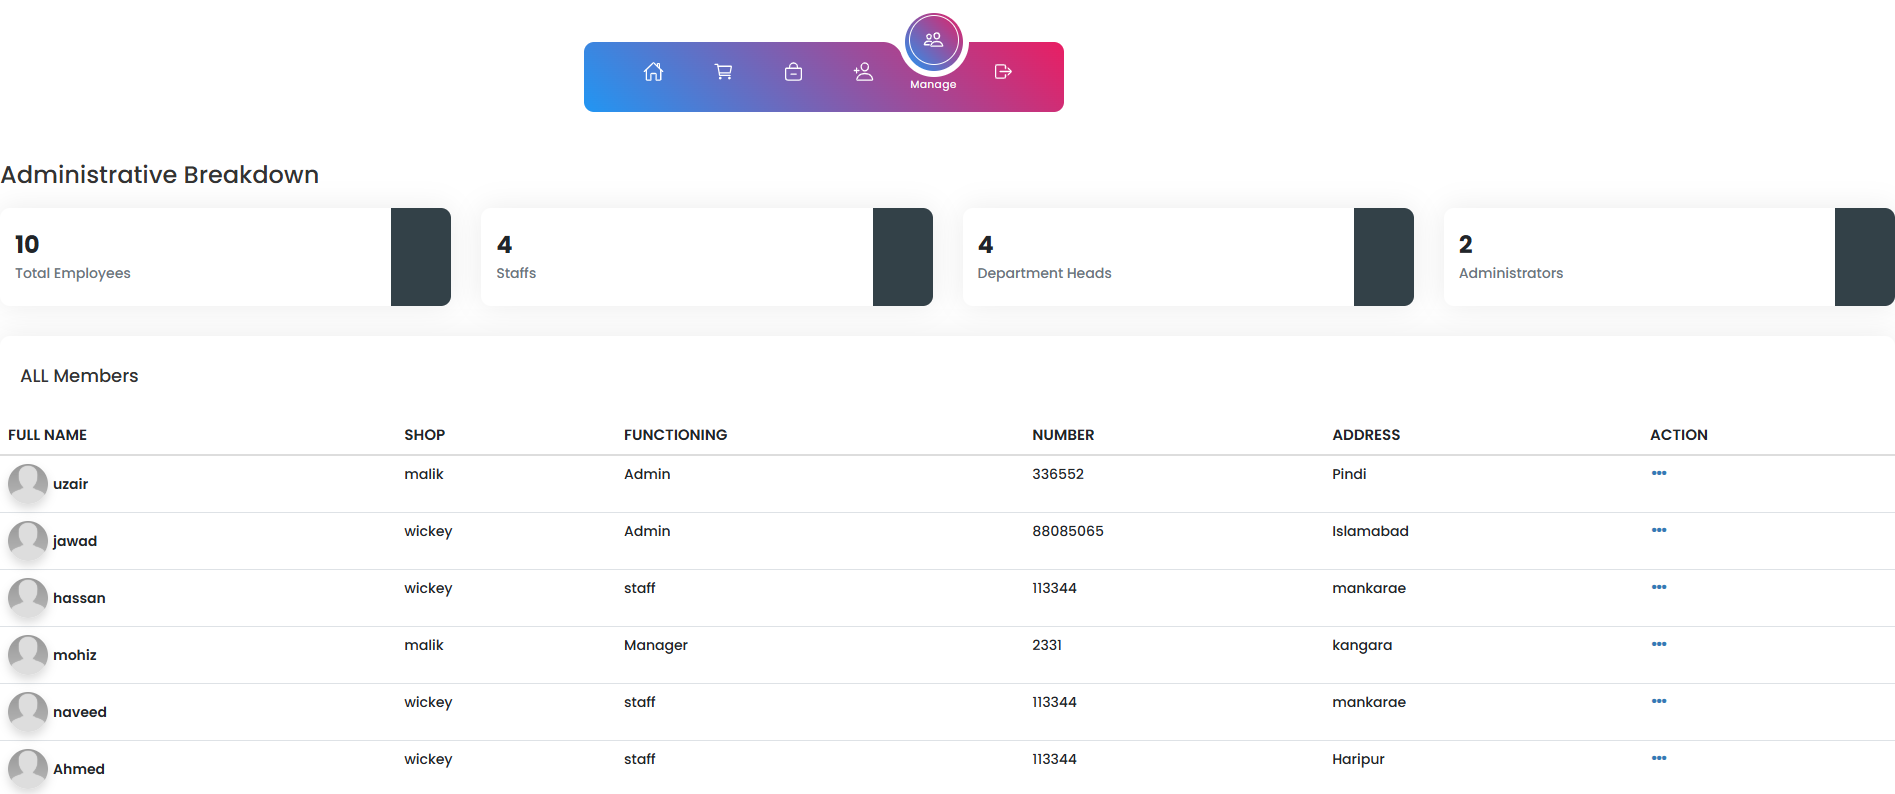 Manage
Administrative Breakdown
10 4 4 2
Total Employees Staffs Department Heads Administrators
ALL Members
FULL NAME SHOP FUNCTIONING NUMBER ADDRESS ACTION
uzair malik Admin 336552 Pindi •••
jawad wickey Admin 88085065 Islamabad •••
hassan wickey staff 113344 mankarae •••
mohiz malik Manager 2331 kangara •••
naveed wickey staff 113344 mankarae •••
Ahmed wickey staff 113344 Haripur •••